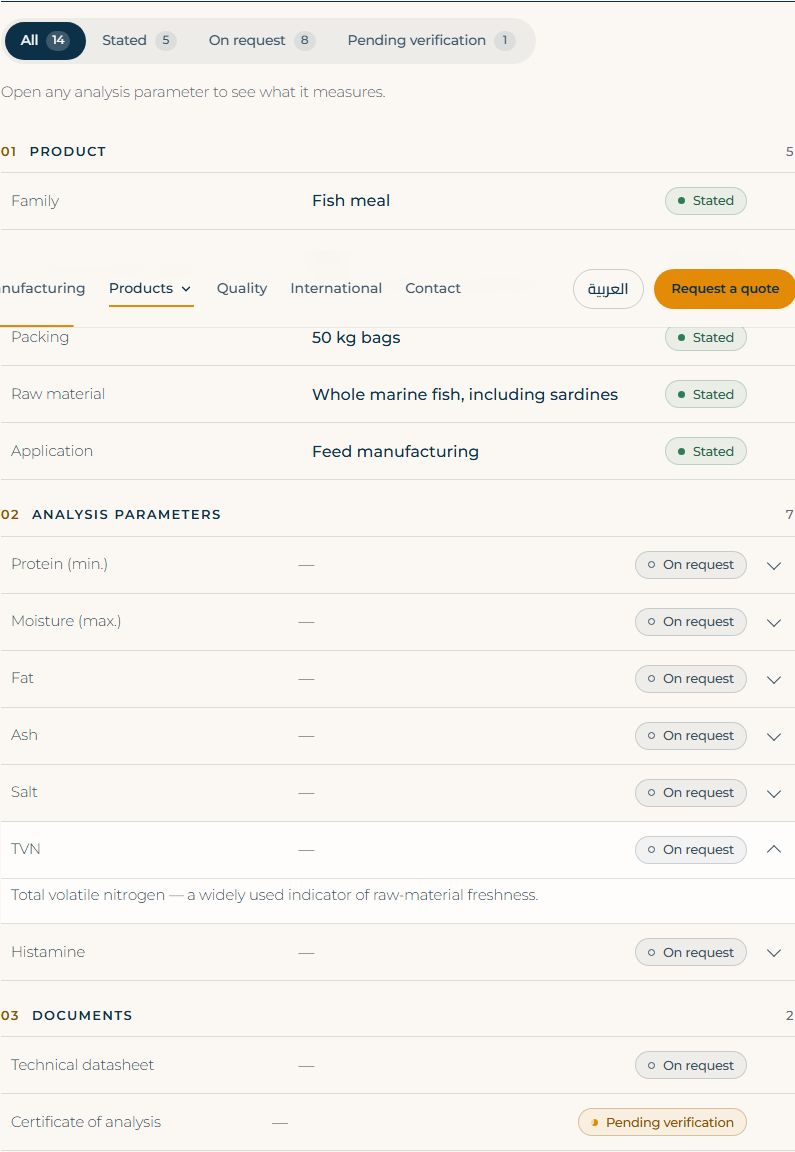 All 14 Stated 5 On request 8 Pending verification 1
Open any analysis parameter to see what it measures.
01 PRODUCT 5
Family Fish meal Stated
nufacturing Products Quality International Contact العربية Request a quote
Packing 50 kg bags Stated
Raw material Whole marine fish, including sardines Stated
Application Feed manufacturing Stated
02 ANALYSIS PARAMETERS 7
Protein (min.) — On request
Moisture (max.) — On request
Fat — On request
Ash — On request
Salt — On request
TVN — On request
Total volatile nitrogen — a widely used indicator of raw-material freshness.
Histamine — On request
03 DOCUMENTS 2
Technical datasheet — On request
Certificate of analysis — Pending verification